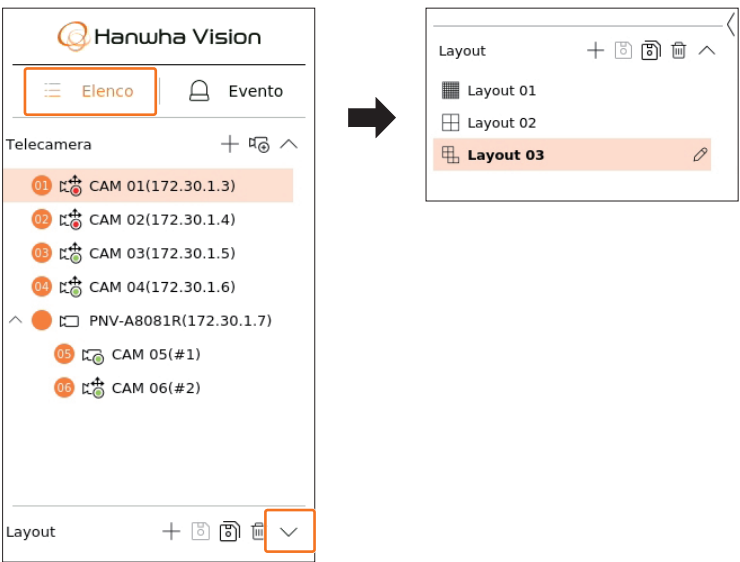 Hanwha Vision
Elenco
Evento
Telecamera
01 CAM 01(172.30.1.3)
02 CAM 02(172.30.1.4)
03 CAM 03(172.30.1.5)
04 CAM 04(172.30.1.6)
PNV-A8081R(172.30.1.7)
05 CAM 05(#1)
06 CAM 06(#2)
Layout
Layout
Layout 01
Layout 02
Layout 03